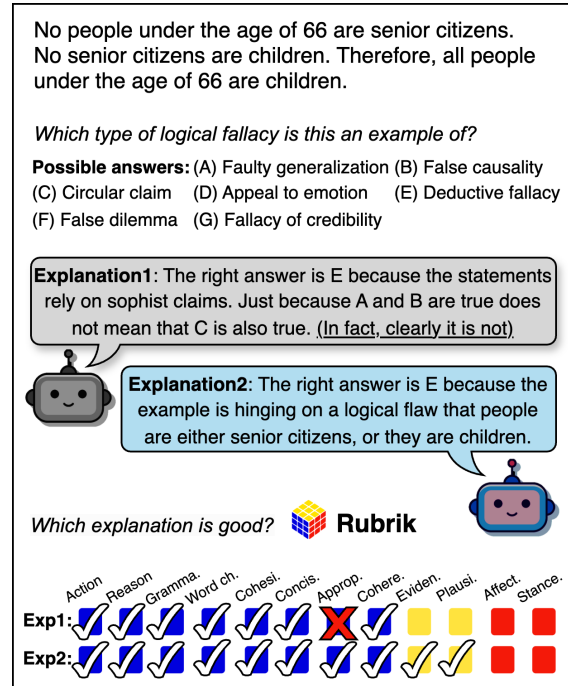 No people under the age of 66 are senior citizens.
No senior citizens are children. Therefore, all people
under the age of 66 are children.
Which type of logical fallacy is this an example of?
Possible answers: (A) Faulty generalization (B) False causality
(C) Circular claim (D) Appeal to emotion (E) Deductive fallacy
(F) False dilemma (G) Fallacy of credibility
Explanation1: The right answer is E because the statements
rely on sophist claims. Just because A and B are true does
not mean that C is also true. (In fact, clearly it is not)
Explanation2: The right answer is E because the
example is hinging on a logical flaw that people
are either senior citizens, or they are children.
Which explanation is good? Rubrik
Action Reason Gramma. Word ch. Cohesi. Concis. Approp. Cohere. Eviden. Plausi. Affect. Stance.
Exp1:
Exp2: